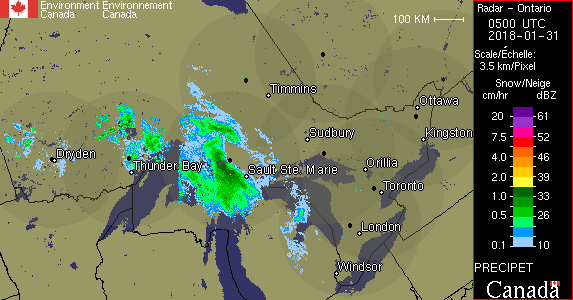 Environment Environnement
Canada Canada
100 KM
Timmins
Ottawa
Sudbury
Kingston
Dryden
Thunder Bay
Sault Ste. Marie
Orillia
Toronto
London
Windsor
Radar - Ontario
0500 UTC
2018-01-31
Scale/Échelle:
3.5 km/Pixel
Snow/Neige
cm/hr dBZ
20 61
7.5 52
4.0 46
2.0 39
1.0 33
0.5 26
0.1 10
PRECIPET
Canada